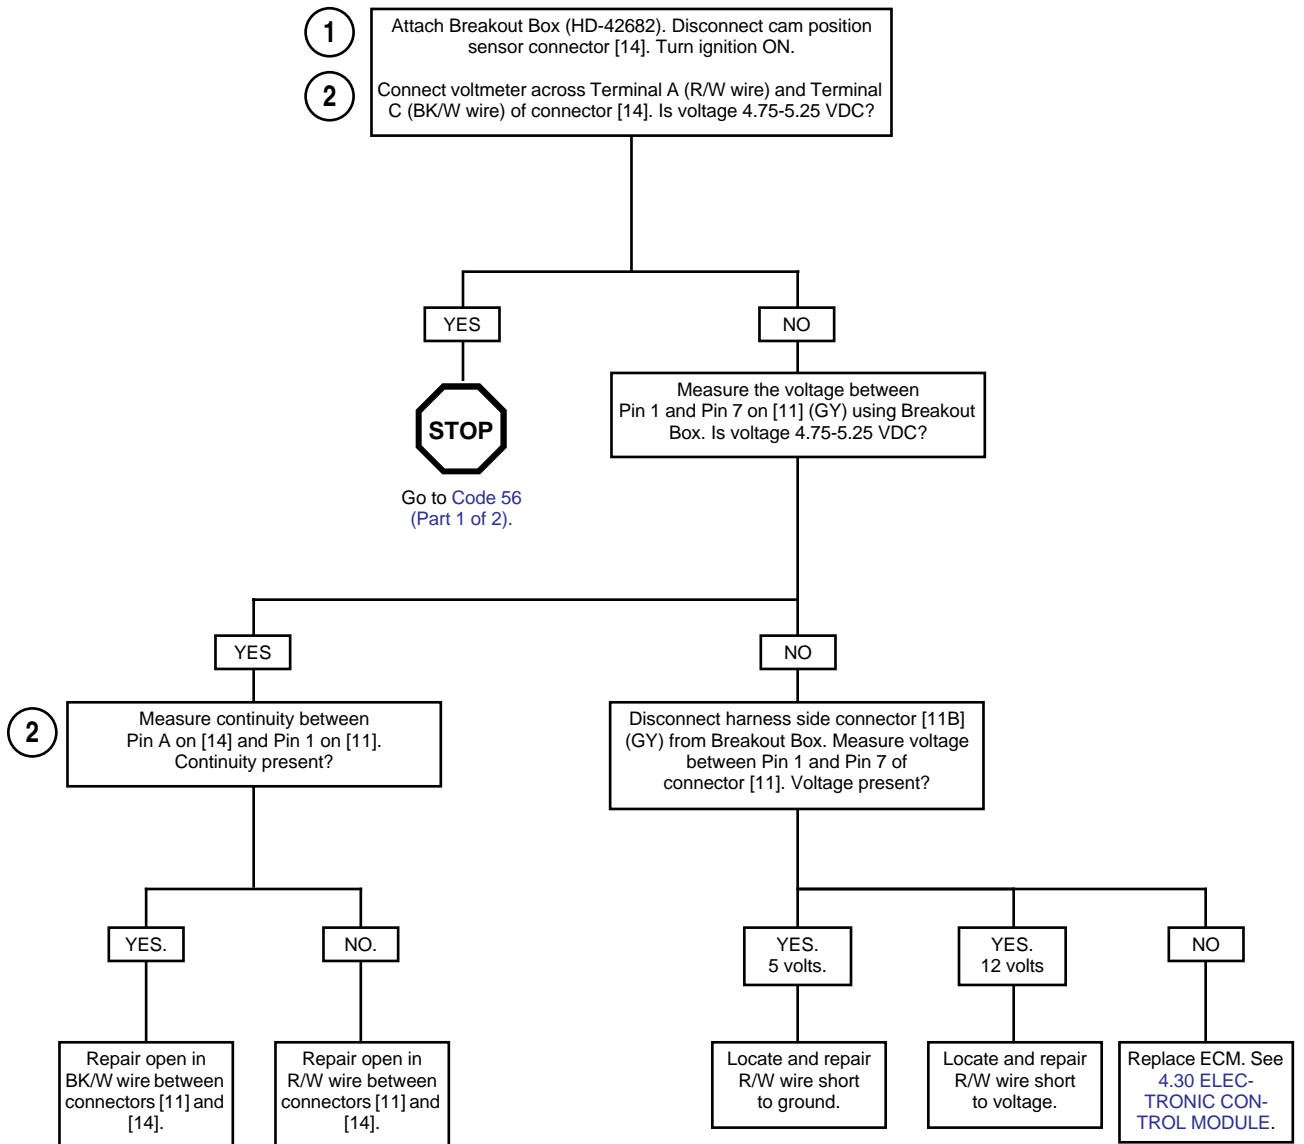 1
Attach Breakout Box (HD-42682). Disconnect cam position
sensor connector [14]. Turn ignition ON.
2
Connect voltmeter across Terminal A (R/W wire) and Terminal
C (BK/W wire) of connector [14]. Is voltage 4.75-5.25 VDC?
YES
NO
STOP
Go to Code 56
(Part 1 of 2).
Measure the voltage between
Pin 1 and Pin 7 on [11] (GY) using Breakout
Box. Is voltage 4.75-5.25 VDC?
YES
NO
2
Measure continuity between
Pin A on [14] and Pin 1 on [11].
Continuity present?
Disconnect harness side connector [11B]
(GY) from Breakout Box. Measure voltage
between Pin 1 and Pin 7 of
connector [11]. Voltage present?
YES.
NO.
YES.
5 volts.
YES.
12 volts
NO
Repair open in
BK/W wire between
connectors [11] and
[14].
Repair open in
R/W wire between
connectors [11] and
[14].
Locate and repair
R/W wire short
to ground.
Locate and repair
R/W wire short
to voltage.
Replace ECM. See
4.30 ELEC-
TRONIC CON-
TROL MODULE.